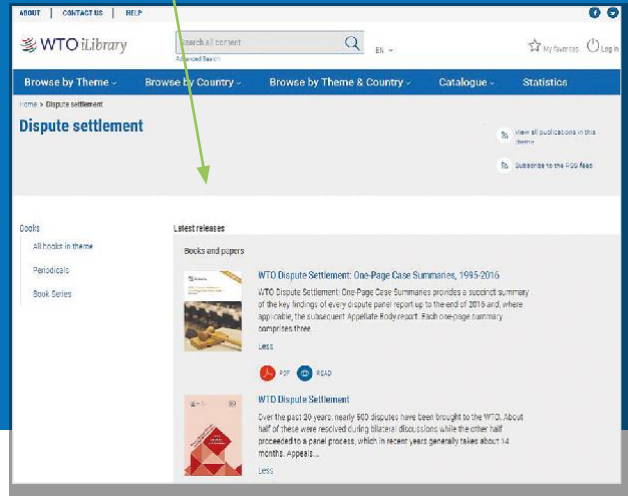 ABOUT | CONTACT US | HELP
WTO iLibrary
Search all content
Advanced Search
EN
My favorites
Log in
Browse by Theme
Browse by Country
Browse by Theme & Country
Catalogue
Statistics
Home > Dispute settlement
Dispute settlement
View all publications in this
theme
Subscribe to the RSS feed
Books
All books in theme
Periodicals
Book Series
Latest releases
Books and papers
WTO Dispute Settlement: One-Page Case Summaries, 1995-2016
WTO Dispute Settlement: One-Page Case Summaries provides a succinct summary
of the key findings of every dispute panel report up to the end of 2016 and, where
applicable, the subsequent Appellate Body report. Each one-page summary
comprises three...
Less
PDF
READ
WTO Dispute Settlement
Over the past 20 years, nearly 500 disputes have been brought to the WTO. About
half of these were resolved during bilateral discussions while the other half
proceeded to a panel process, which in recent years generally takes about 14
months. Appeals...
Less